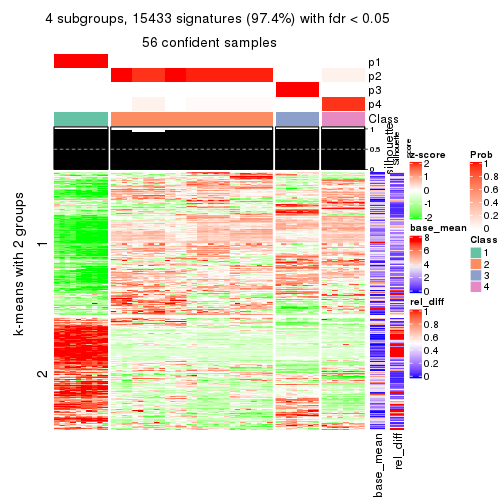 4 subgroups, 15433 signatures (97.4%) with fdr < 0.05
56 confident samples
p1
p2
p3
p4
Class
1
0.5
0
silhouette
Silhouette
score
k-means with 2 groups
1
2
base_mean
rel_diff
z-score
2
1
0
-1
-2
base_mean
8
6
4
2
0
rel_diff
1
0.8
0.6
0.4
0.2
0
Prob
1
0.8
0.6
0.4
0.2
0
Class
1
2
3
4